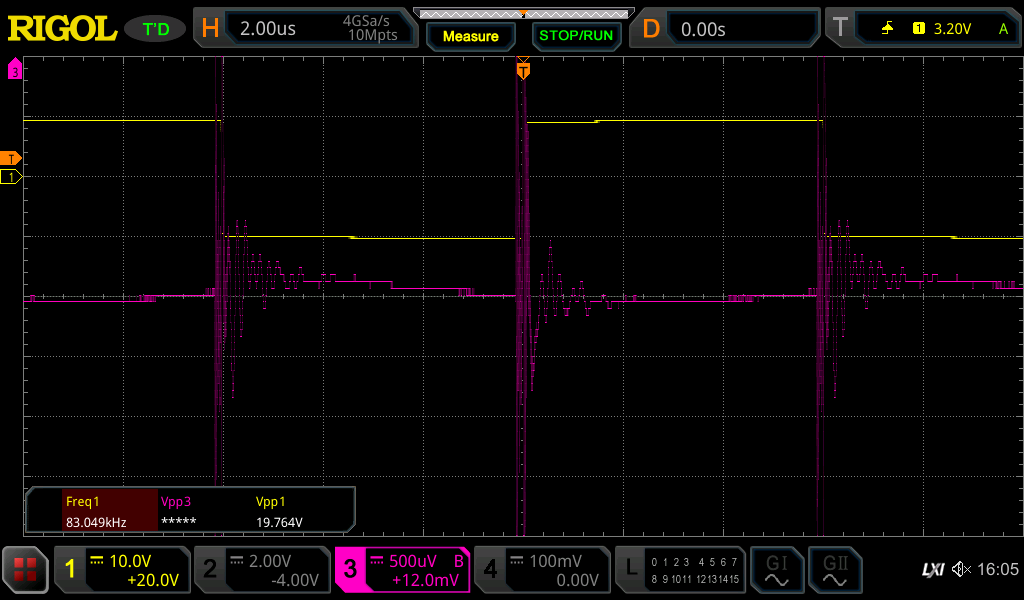 RIGOL T'D H 2.00us 4GSa/s 10Mpts Measure STOP/RUN D 0.00s T 1 3.20V A
3
T
T
1
Freq1 Vpp3 Vpp1
83.049kHz ***** 19.764V
1 10.0V +20.0V 2 2.00V -4.00V 3 500uV B +12.0mV 4 100mV 0.00V L 0 1 2 3 4 5 6 7 8 9 10 11 12 13 14 15 GI GII LXI 16:05